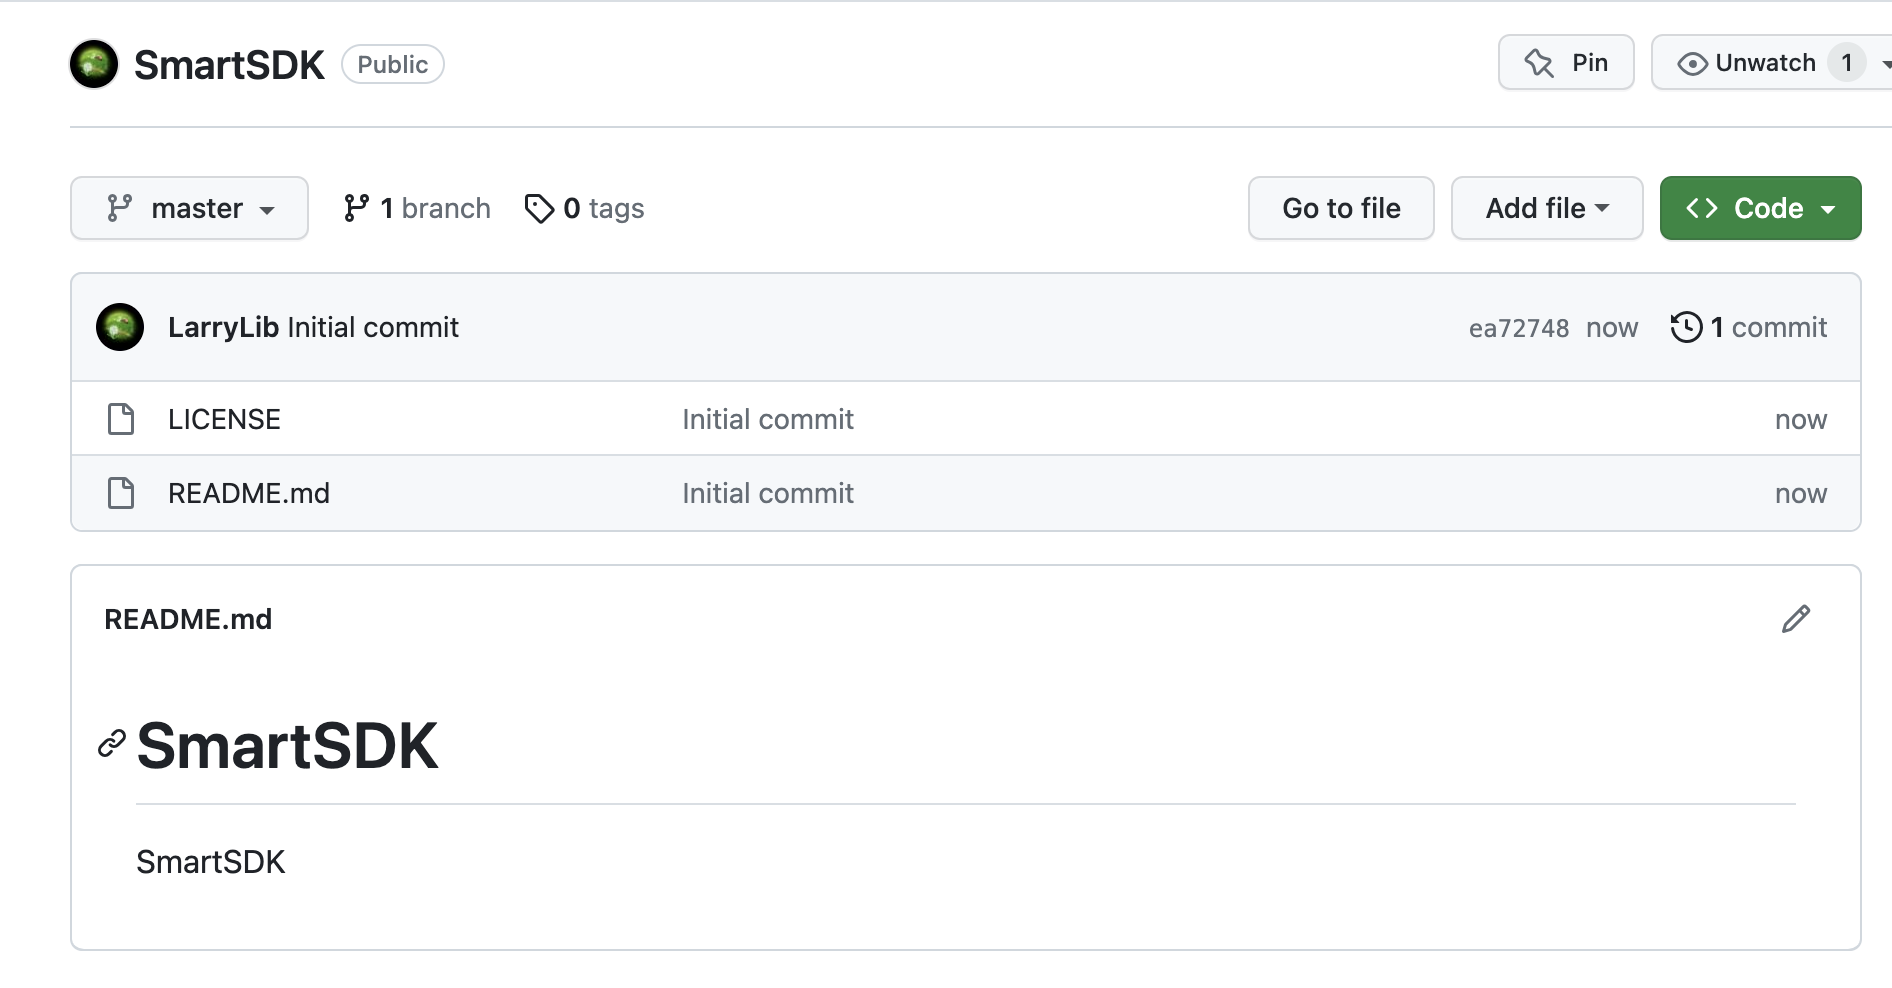 SmartSDK Public Pin Unwatch 1
master 1 branch 0 tags Go to file Add file Code
LarryLib Initial commit ea72748 now 1 commit
LICENSE Initial commit now
README.md Initial commit now
README.md
SmartSDK
SmartSDK